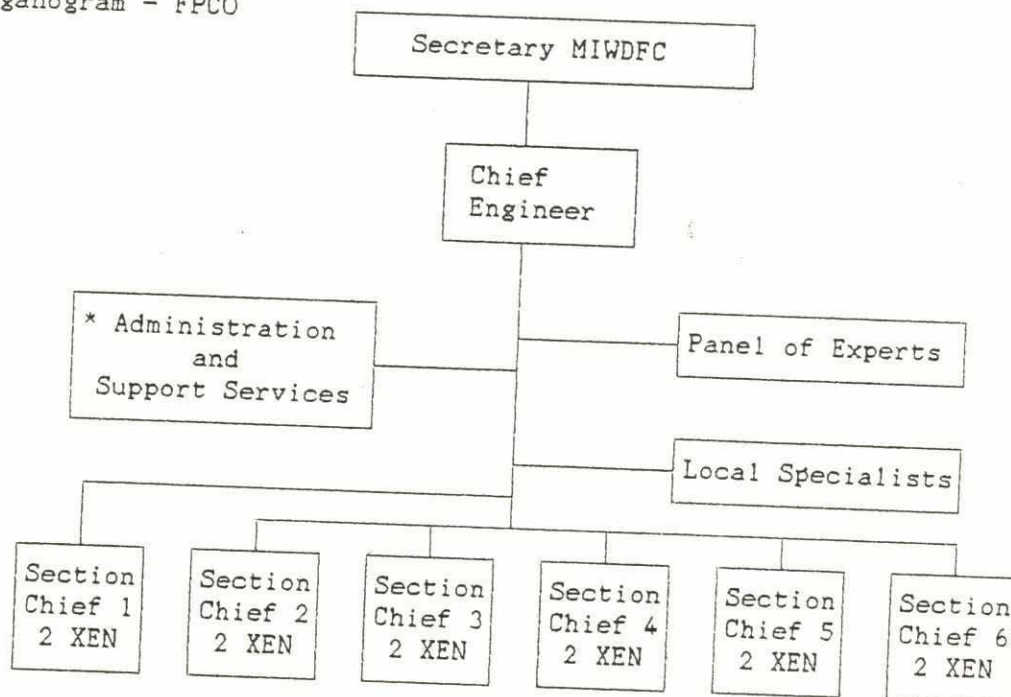 ganogram - FPCO
Secretary MIWDFC
Chief
Engineer
* Administration
and
Support Services
Panel of Experts
Local Specialists
Section
Chief 1
2 XEN
Section
Chief 2
2 XEN
Section
Chief 3
2 XEN
Section
Chief 4
2 XEN
Section
Chief 5
2 XEN
Section
Chief 6
2 XEN